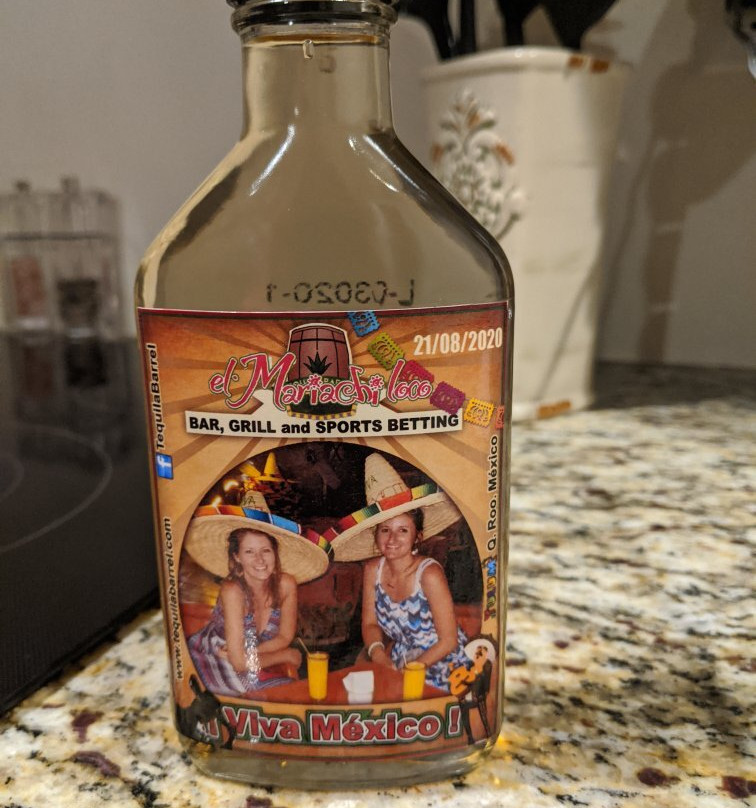 L-03020-1
21/08/2020
el Mariachi loco
BAR, GRILL and SPORTS BETTING
TequilaBarrel
www.tequilabarrel.com
Q. Roo. México
¡ Viva México !